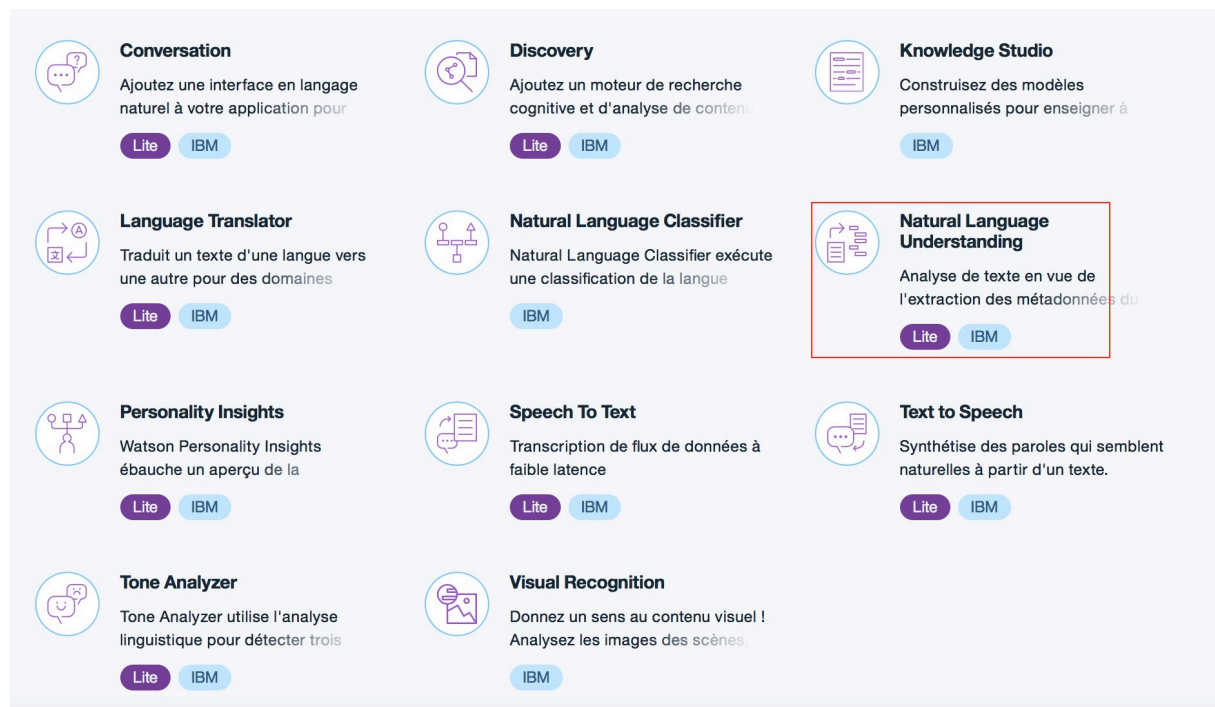 Conversation
Ajoutez une interface en langage
naturel à votre application pour
Lite IBM
Discovery
Ajoutez un moteur de recherche
cognitive et d'analyse de contenu
Lite IBM
Knowledge Studio
Construisez des modèles
personnalisés pour enseigner à
IBM
Language Translator
Traduit un texte d'une langue vers
une autre pour des domaines
Lite IBM
Natural Language Classifier
Natural Language Classifier exécute
une classification de la langue
IBM
Natural Language
Understanding
Analyse de texte en vue de
l'extraction des métadonnées du
Lite IBM
Personality Insights
Watson Personality Insights
ébauche un aperçu de la
Lite IBM
Speech To Text
Transcription de flux de données à
faible latence
Lite IBM
Text to Speech
Synthétise des paroles qui semblent
naturelles à partir d'un texte.
Lite IBM
Tone Analyzer
Tone Analyzer utilise l'analyse
linguistique pour détecter trois
Lite IBM
Visual Recognition
Donnez un sens au contenu visuel !
Analysez les images des scènes,
IBM